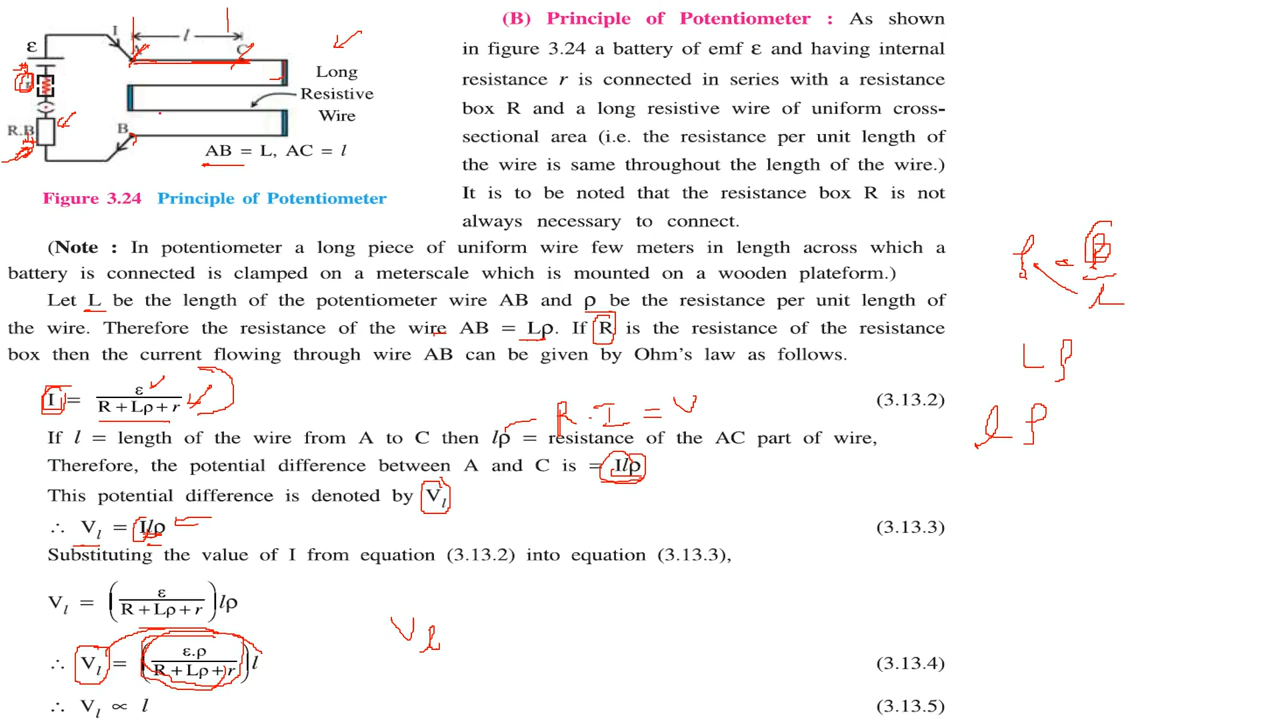 I
l
A
C
ε
r
Long
Resistive
Wire
R.B
B
AB = L, AC = l
Figure 3.24 Principle of Potentiometer
(B) Principle of Potentiometer : As shown
in figure 3.24 a battery of emf ε and having internal
resistance r is connected in series with a resistance
box R and a long resistive wire of uniform cross-
sectional area (i.e. the resistance per unit length of
the wire is same throughout the length of the wire.)
It is to be noted that the resistance box R is not
always necessary to connect.
(Note : In potentiometer a long piece of uniform wire few meters in length across which a
battery is connected is clamped on a meterscale which is mounted on a wooden plateform.)
Let L be the length of the potentiometer wire AB and ρ be the resistance per unit length of
the wire. Therefore the resistance of the wire AB = Lρ. If R is the resistance of the resistance
box then the current flowing through wire AB can be given by Ohm's law as follows.
I = ε / (R + Lρ + r) (3.13.2)
R · I = V
If l = length of the wire from A to C then lρ = resistance of the AC part of wire,
Therefore, the potential difference between A and C is = Ilρ
This potential difference is denoted by V_l
∴ V_l = Ilρ (3.13.3)
Substituting the value of I from equation (3.13.2) into equation (3.13.3),
V_l = (ε / (R + Lρ + r)) lρ
∴ V_l = (ε.ρ / (R + Lρ + r)) l (3.13.4)
∴ V_l ∝ l (3.13.5)
V_l
Lρ
lρ